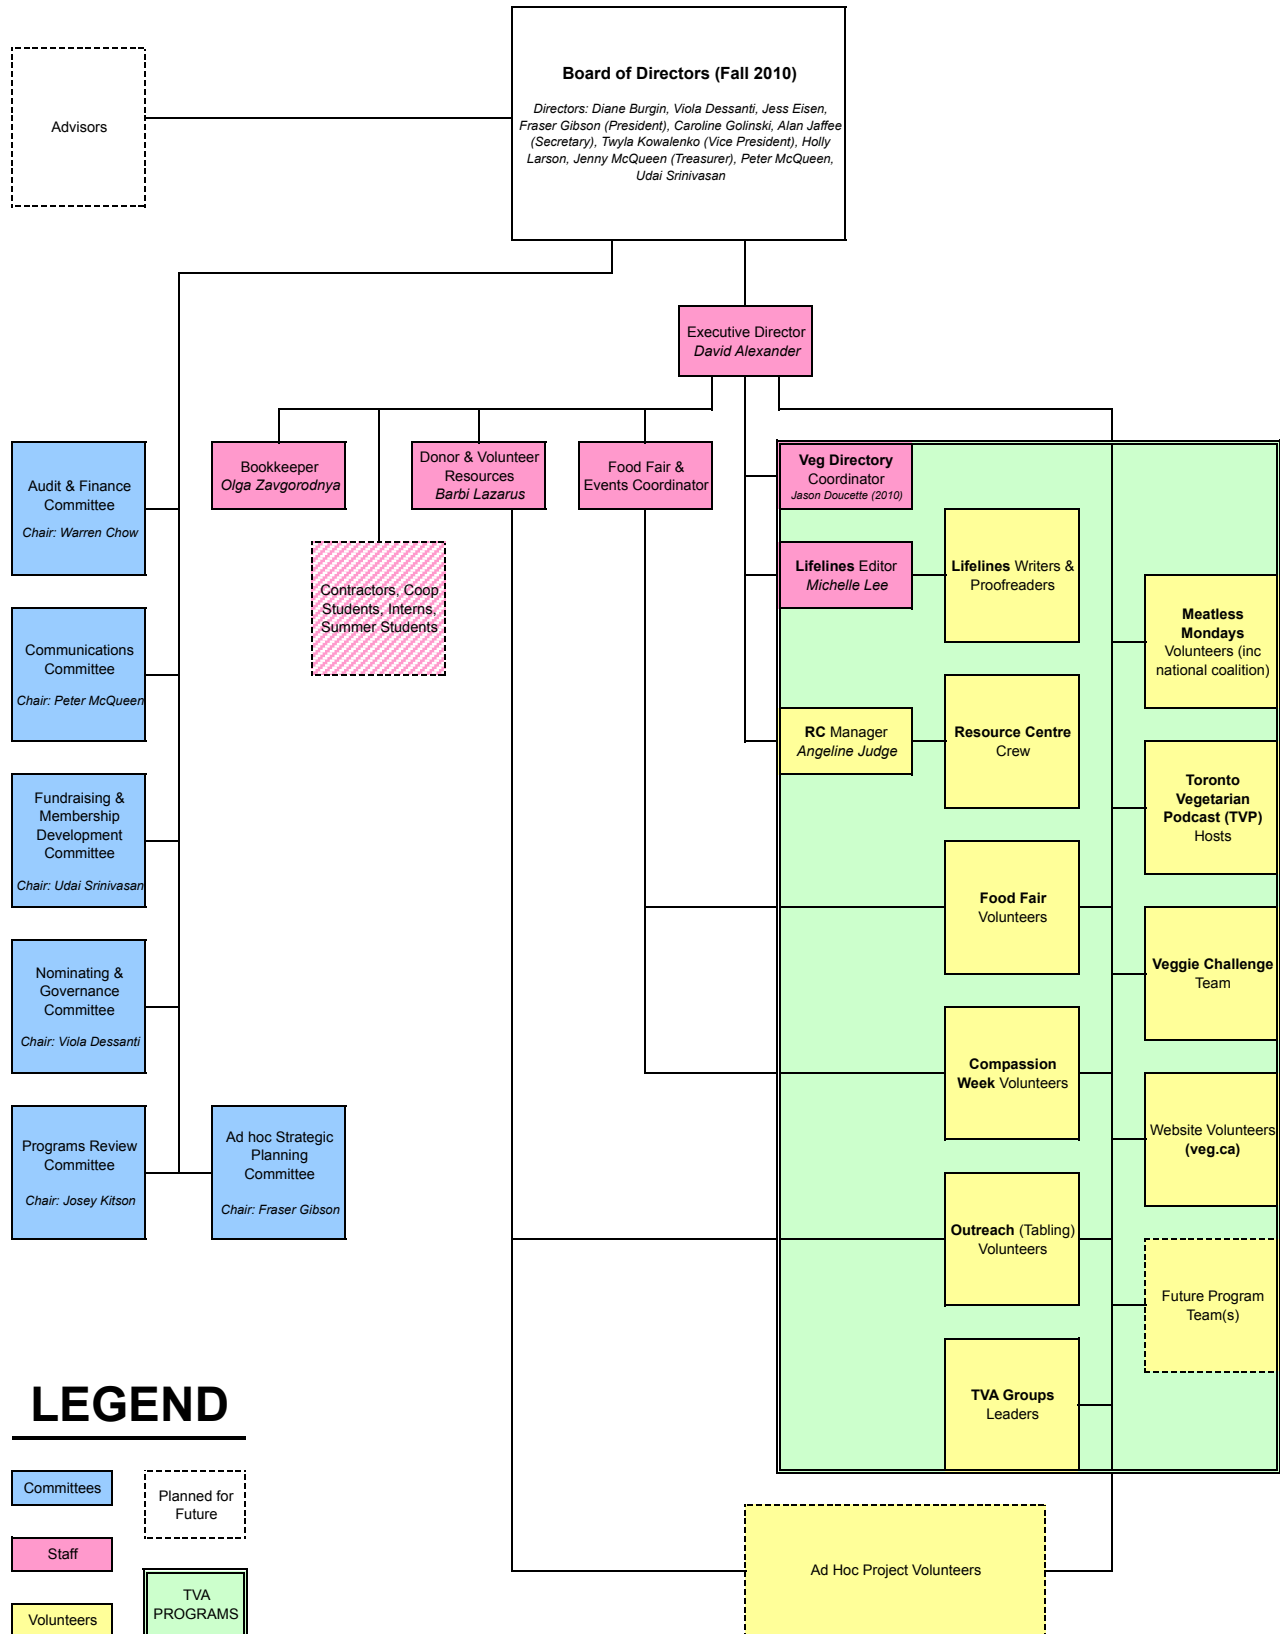 Board of Directors (Fall 2010)
Directors: Diane Burgin, Viola Dessanti, Jess Eisen,
Fraser Gibson (President), Caroline Golinski, Alan Jaffee
(Secretary), Twyla Kowalenko (Vice President), Holly
Larson, Jenny McQueen (Treasurer), Peter McQueen,
Udai Srinivasan
Advisors
Executive Director
David Alexander
Audit & Finance
Committee
Chair: Warren Chow
Communications
Committee
Chair: Peter McQueen
Fundraising &
Membership
Development
Committee
Chair: Udai Srinivasan
Nominating &
Governance
Committee
Chair: Viola Dessanti
Programs Review
Committee
Chair: Josey Kitson
Ad hoc Strategic
Planning
Committee
Chair: Fraser Gibson
Bookkeeper
Olga Zavgorodnya
Contractors, Coop
Students, Interns,
Summer Students
Donor & Volunteer
Resources
Barbi Lazarus
Food Fair &
Events Coordinator
Veg Directory
Coordinator
Jason Doucette (2010)
Lifelines Editor
Michelle Lee
RC Manager
Angeline Judge
Lifelines Writers &
Proofreaders
Resource Centre
Crew
Food Fair
Volunteers
Compassion
Week Volunteers
Outreach (Tabling)
Volunteers
TVA Groups
Leaders
Meatless
Mondays
Volunteers (inc
national coalition)
Toronto
Vegetarian
Podcast (TVP)
Hosts
Veggie Challenge
Team
Website Volunteers
(veg.ca)
Future Program
Team(s)
Ad Hoc Project Volunteers
LEGEND
Committees
Staff
Volunteers
Planned for
Future
TVA
PROGRAMS